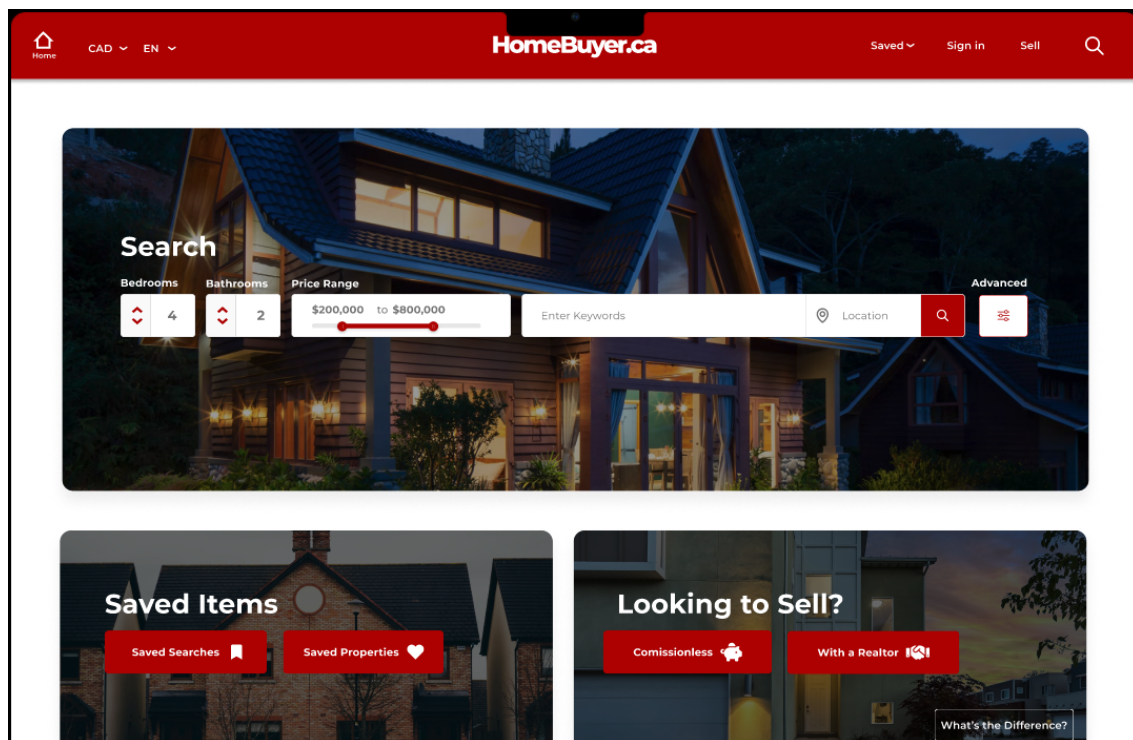 Home
CAD
EN
HomeBuyer.ca
Saved
Sign in
Sell
Search
Bedrooms
Bathrooms
Price Range
Advanced
4
2
$200,000 to $800,000
Enter Keywords
Location
Saved Items
Saved Searches
Saved Properties
Looking to Sell?
Comissionless
With a Realtor
What's the Difference?